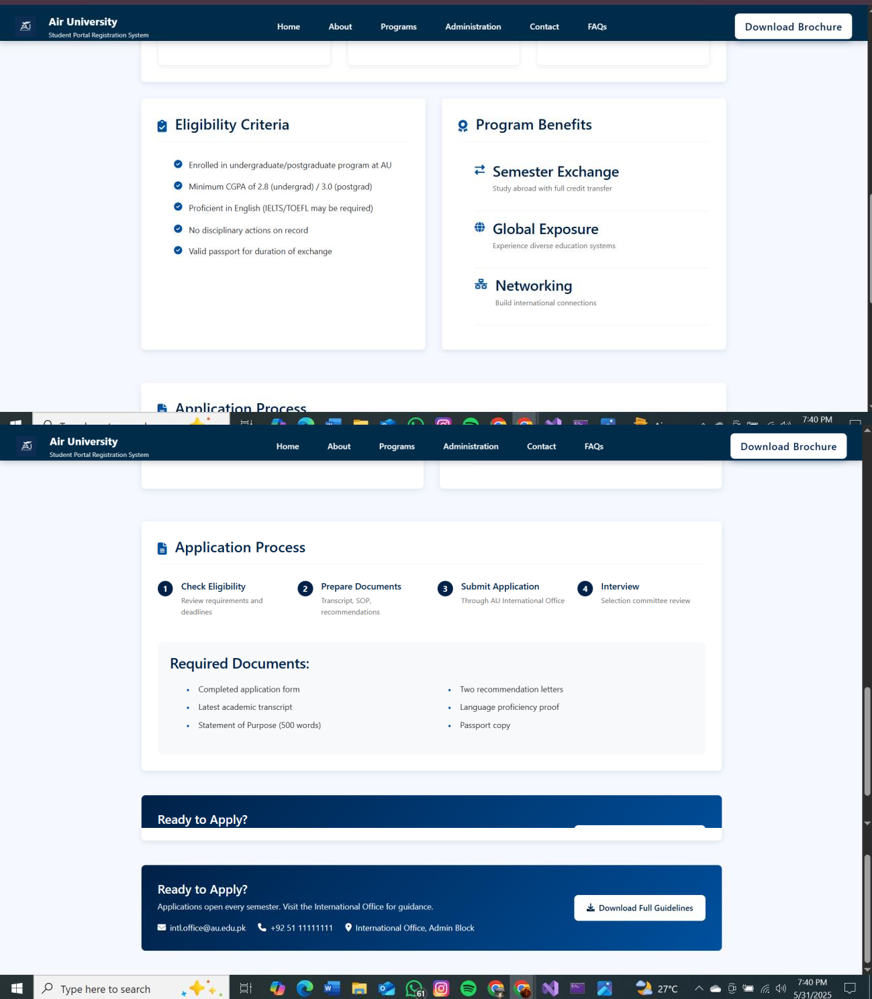 Air University
Student Portal Registration System
Home About Programs Administration Contact FAQs
Download Brochure
Eligibility Criteria
Enrolled in undergraduate/postgraduate program at AU
Minimum CGPA of 2.8 (undergrad) / 3.0 (postgrad)
Proficient in English (IELTS/TOEFL may be required)
No disciplinary actions on record
Valid passport for duration of exchange
Program Benefits
Semester Exchange
Study abroad with full credit transfer
Global Exposure
Experience diverse education systems
Networking
Build international connections
Application Process
7:40 PM
Air University
Student Portal Registration System
Home About Programs Administration Contact FAQs
Download Brochure
Application Process
1 Check Eligibility
Review requirements and
deadlines
2 Prepare Documents
Transcript, SOP,
recommendations
3 Submit Application
Through AU International Office
4 Interview
Selection committee review
Required Documents:
• Completed application form
• Latest academic transcript
• Statement of Purpose (500 words)
• Two recommendation letters
• Language proficiency proof
• Passport copy
Ready to Apply?
Ready to Apply?
Applications open every semester. Visit the International Office for guidance.
intl.office@au.edu.pk +92 51 11111111 International Office, Admin Block
Download Full Guidelines
Type here to search
61
27°C
7:40 PM
5/31/2025